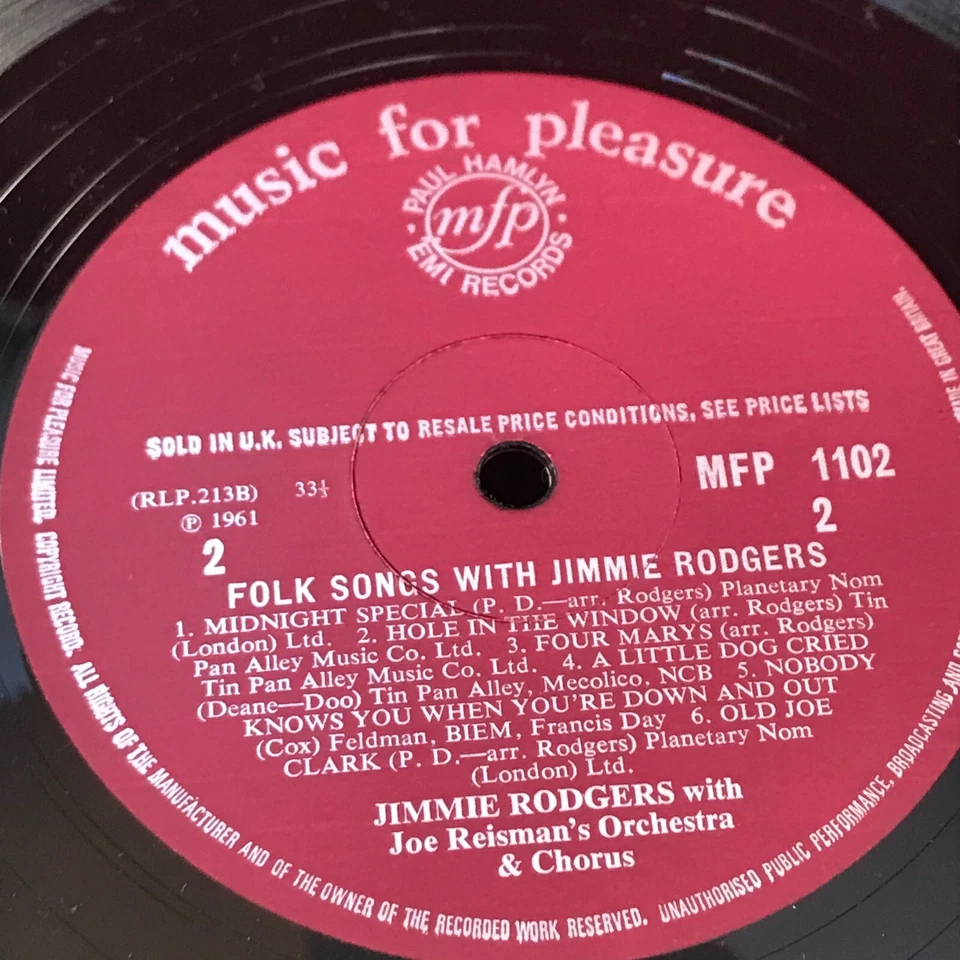 music for pleasure
PAUL HAMLYN
mfp
· EMI RECORDS ·
SOLD IN U.K. SUBJECT TO RESALE PRICE CONDITIONS, SEE PRICE LISTS
(RLP.213B) 33⅓
MFP 1102
℗ 1961
2
2
FOLK SONGS WITH JIMMIE RODGERS
1. MIDNIGHT SPECIAL (P. D.—arr. Rodgers) Planetary Nom
(London) Ltd. 2. HOLE IN THE WINDOW (arr. Rodgers) Tin
Pan Alley Music Co. Ltd. 3. FOUR MARYS (arr. Rodgers)
Tin Pan Alley Music Co. Ltd. 4. A LITTLE DOG CRIED
(Deane—Doo) Tin Pan Alley, Mecolico, NCB 5. NOBODY
KNOWS YOU WHEN YOU'RE DOWN AND OUT
(Cox) Feldman, BIEM, Francis Day 6. OLD JOE
CLARK (P. D.—arr. Rodgers) Planetary Nom
(London) Ltd.
JIMMIE RODGERS with
Joe Reisman's Orchestra
& Chorus
MUSIC FOR PLEASURE LIMITED. COPYRIGHT RECORD. ALL RIGHTS OF THE MANUFACTURER AND OF THE OWNER OF THE RECORDED WORK RESERVED. UNAUTHORISED PUBLIC PERFORMANCE, BROADCASTING AND
IN GREAT BRITAIN.